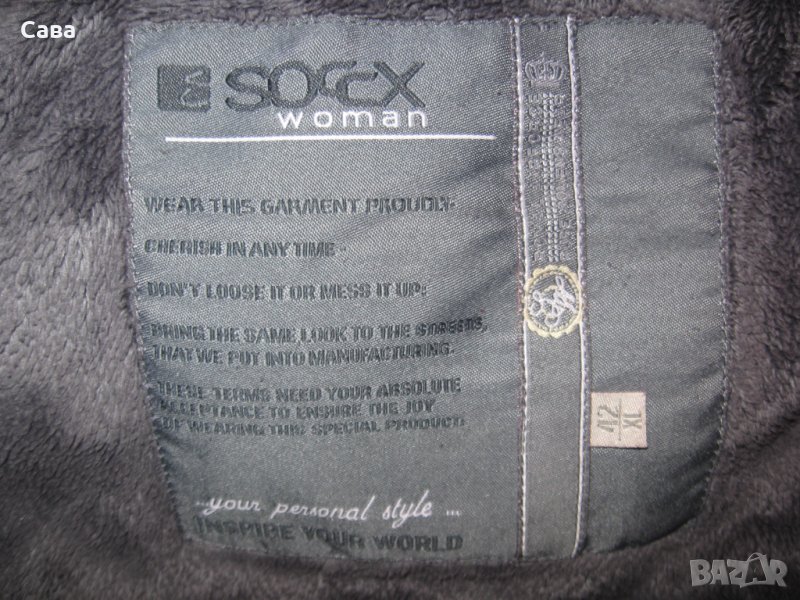 Сава
SOCCX
woman
WEAR THIS GARMENT PROUDLY-
CHERISH IN ANY TIME -
DON'T LOOSE IT OR MESS IT UP:
BRING THE SAME LOOK TO THE STREETS,
THAT WE PUT INTO MANUFACTURING.
THESE TERMS NEED YOUR ABSOLUTE
ACCEPTANCE TO ENSURE THE JOY
OF WEARING THIS SPECIAL PRODUCT.
...your personal style ...
INSPIRE YOUR WORLD
42
XL
BAZAR